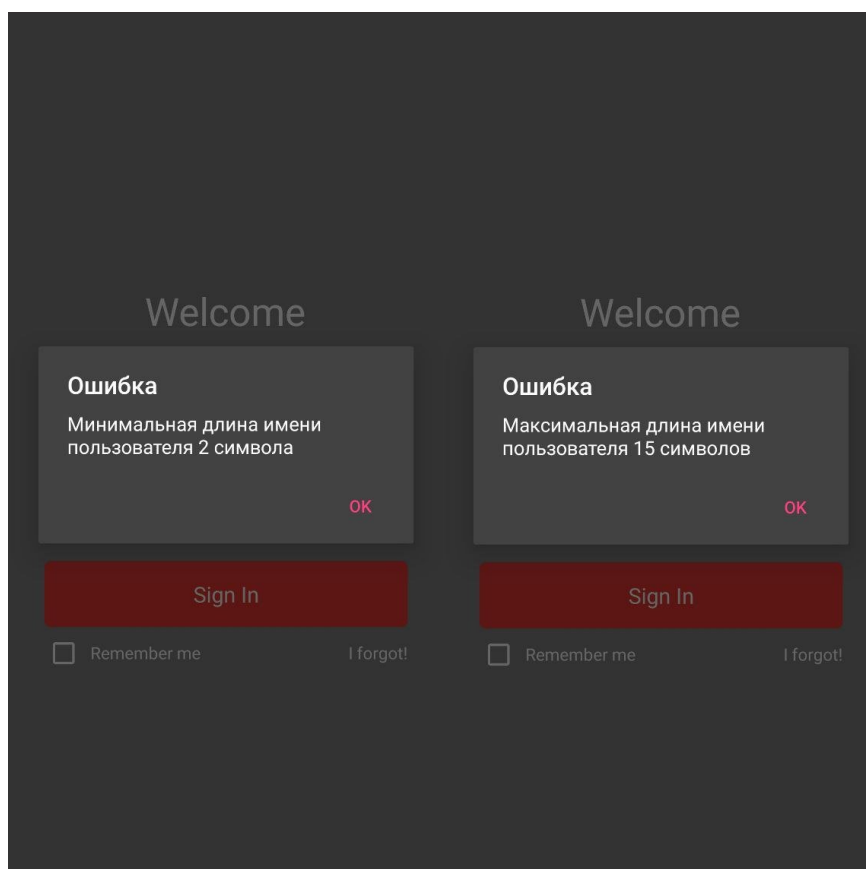 Welcome
Ошибка
Минимальная длина имени
пользователя 2 символа
OK
Sign In
Remember me
I forgot!
Welcome
Ошибка
Максимальная длина имени
пользователя 15 символов
OK
Sign In
Remember me
I forgot!